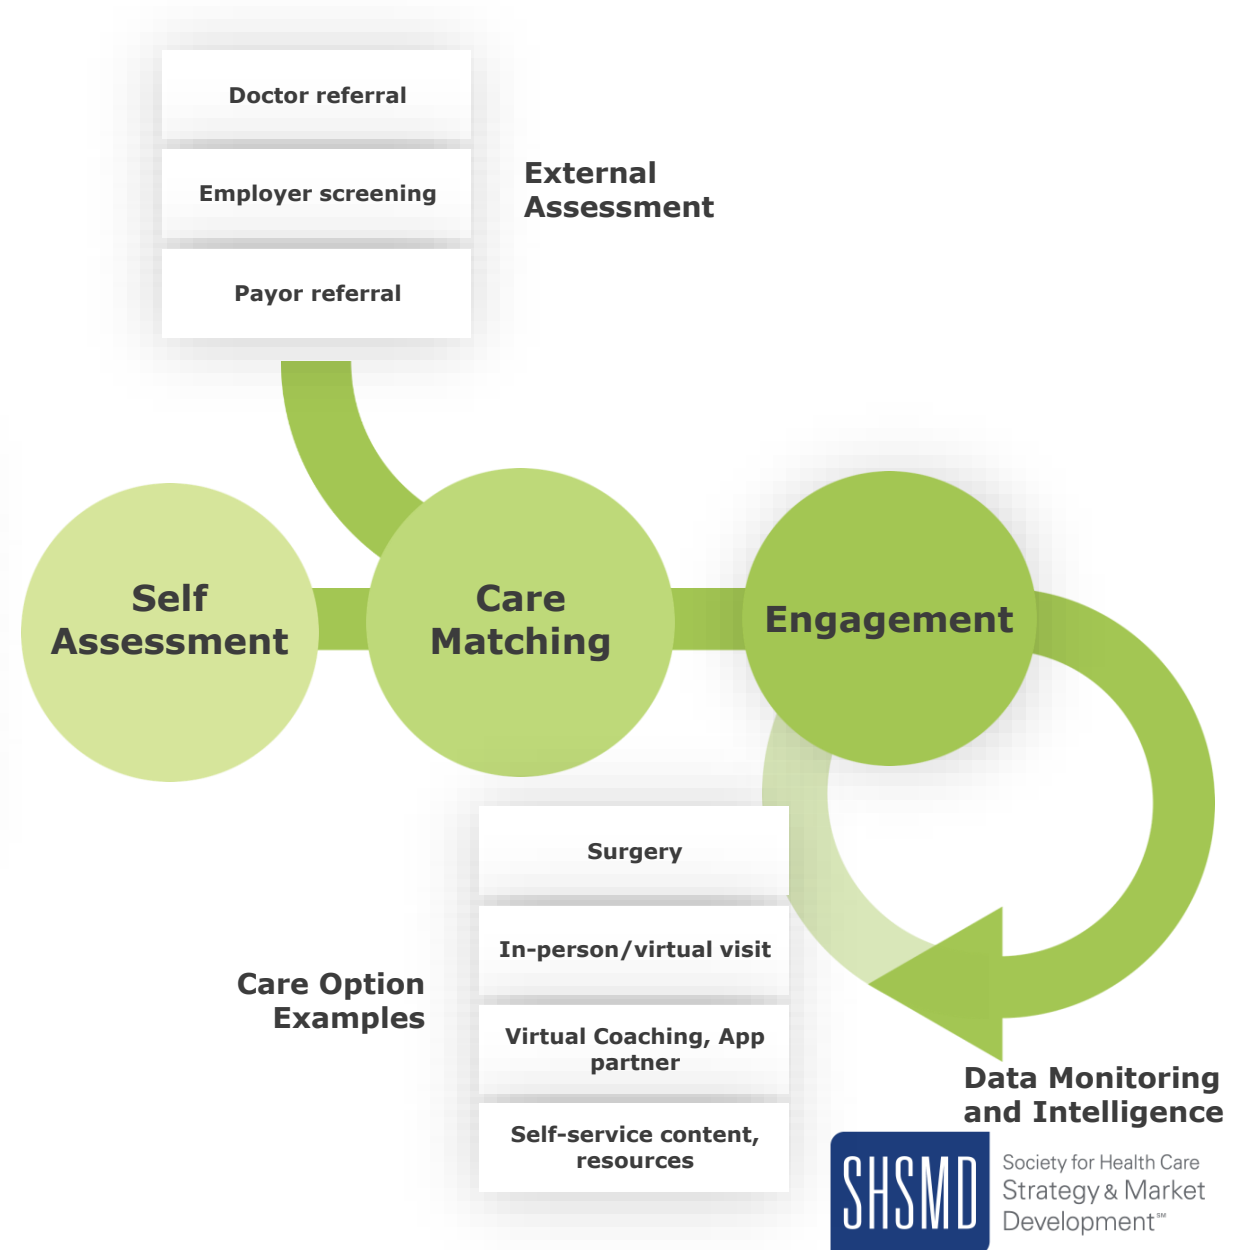 Doctor referral
Employer screening
Payor referral
External
Assessment
Self
Assessment
Care
Matching
Engagement
Care Option
Examples
Surgery
In-person/virtual visit
Virtual Coaching, App
partner
Self-service content,
resources
Data Monitoring
and Intelligence
SHSMD
Society for Health Care
Strategy & Market
Development℠